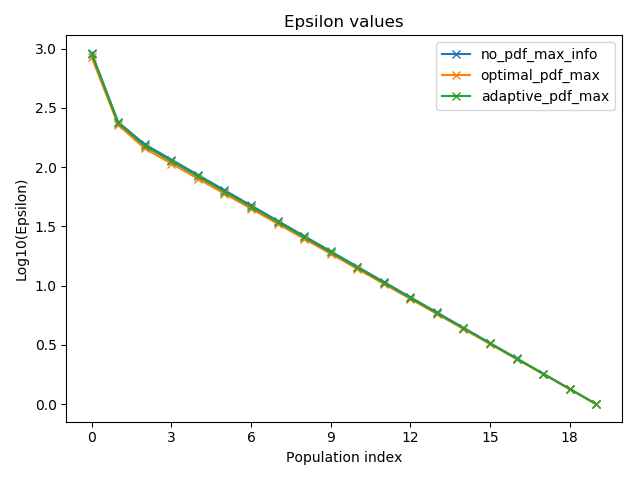 Epsilon values
no_pdf_max_info
optimal_pdf_max
adaptive_pdf_max
Log10(Epsilon)
3.0
2.5
2.0
1.5
1.0
0.5
0.0
0 3 6 9 12 15 18
Population index